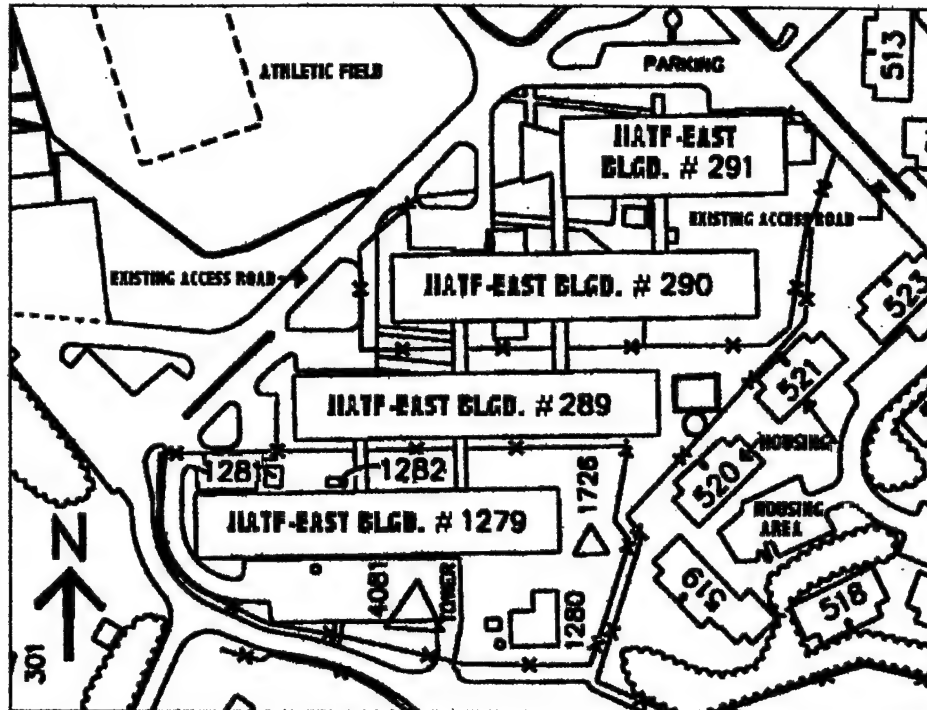 513
ATHLETIC FIELD
PARKING
JIATF-EAST
BLGD. # 291
EXISTING ACCESS ROAD
EXISTING ACCESS ROAD
JIATF-EAST BLGD. # 290
523
521
JIATF-EAST BLGD. # 289
HOUSING
1281
1282
1726
520
JIATF-EAST BLGD. # 1279
HOUSING
AREA
N
4081
TOWER
1280
519
518
301